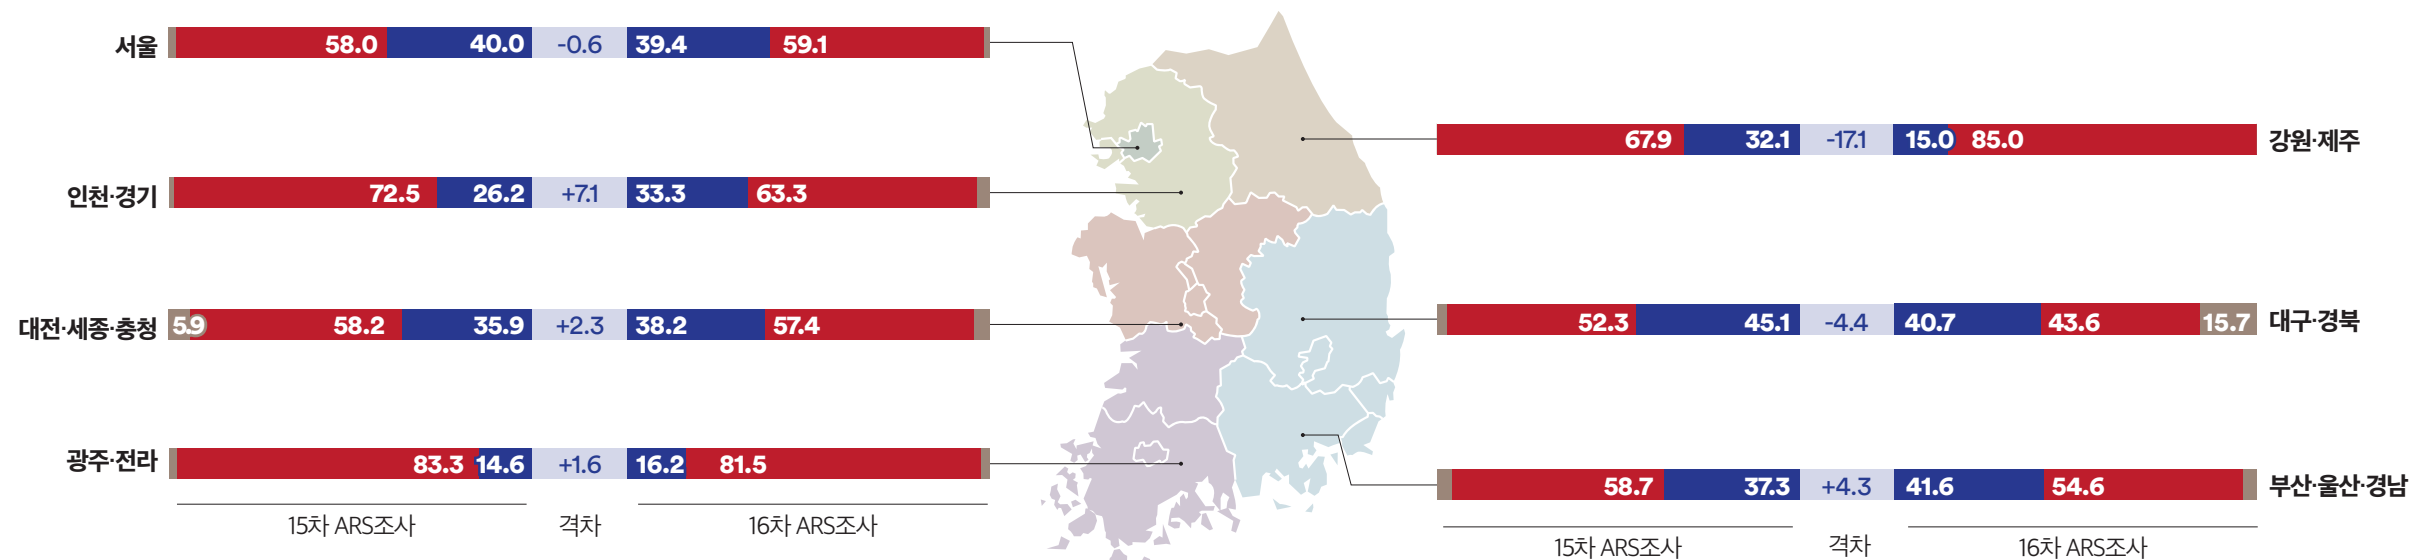 서울 58.0 40.0 -0.6 39.4 59.1
인천·경기 72.5 26.2 +7.1 33.3 63.3
대전·세종·충청 5.9 58.2 35.9 +2.3 38.2 57.4
광주·전라 83.3 14.6 +1.6 16.2 81.5
15차 ARS조사 격차 16차 ARS조사
67.9 32.1 -17.1 15.0 85.0 강원·제주
52.3 45.1 -4.4 40.7 43.6 15.7 대구·경북
58.7 37.3 +4.3 41.6 54.6 부산·울산·경남
15차 ARS조사 격차 16차 ARS조사